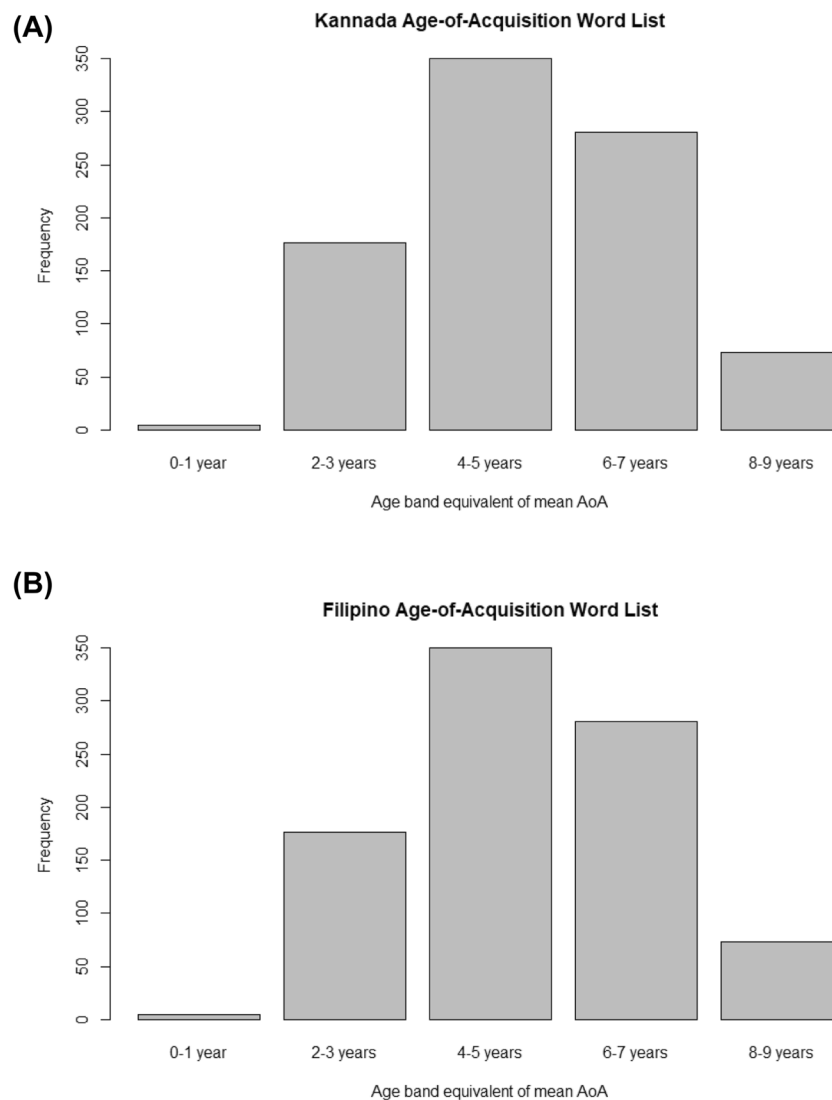 (A)
Kannada Age-of-Acquisition Word List
350
300
250
200
150
100
50
0
Frequency
0-1 year 2-3 years 4-5 years 6-7 years 8-9 years
Age band equivalent of mean AoA
(B)
Filipino Age-of-Acquisition Word List
350
300
250
200
150
100
50
0
Frequency
0-1 year 2-3 years 4-5 years 6-7 years 8-9 years
Age band equivalent of mean AoA